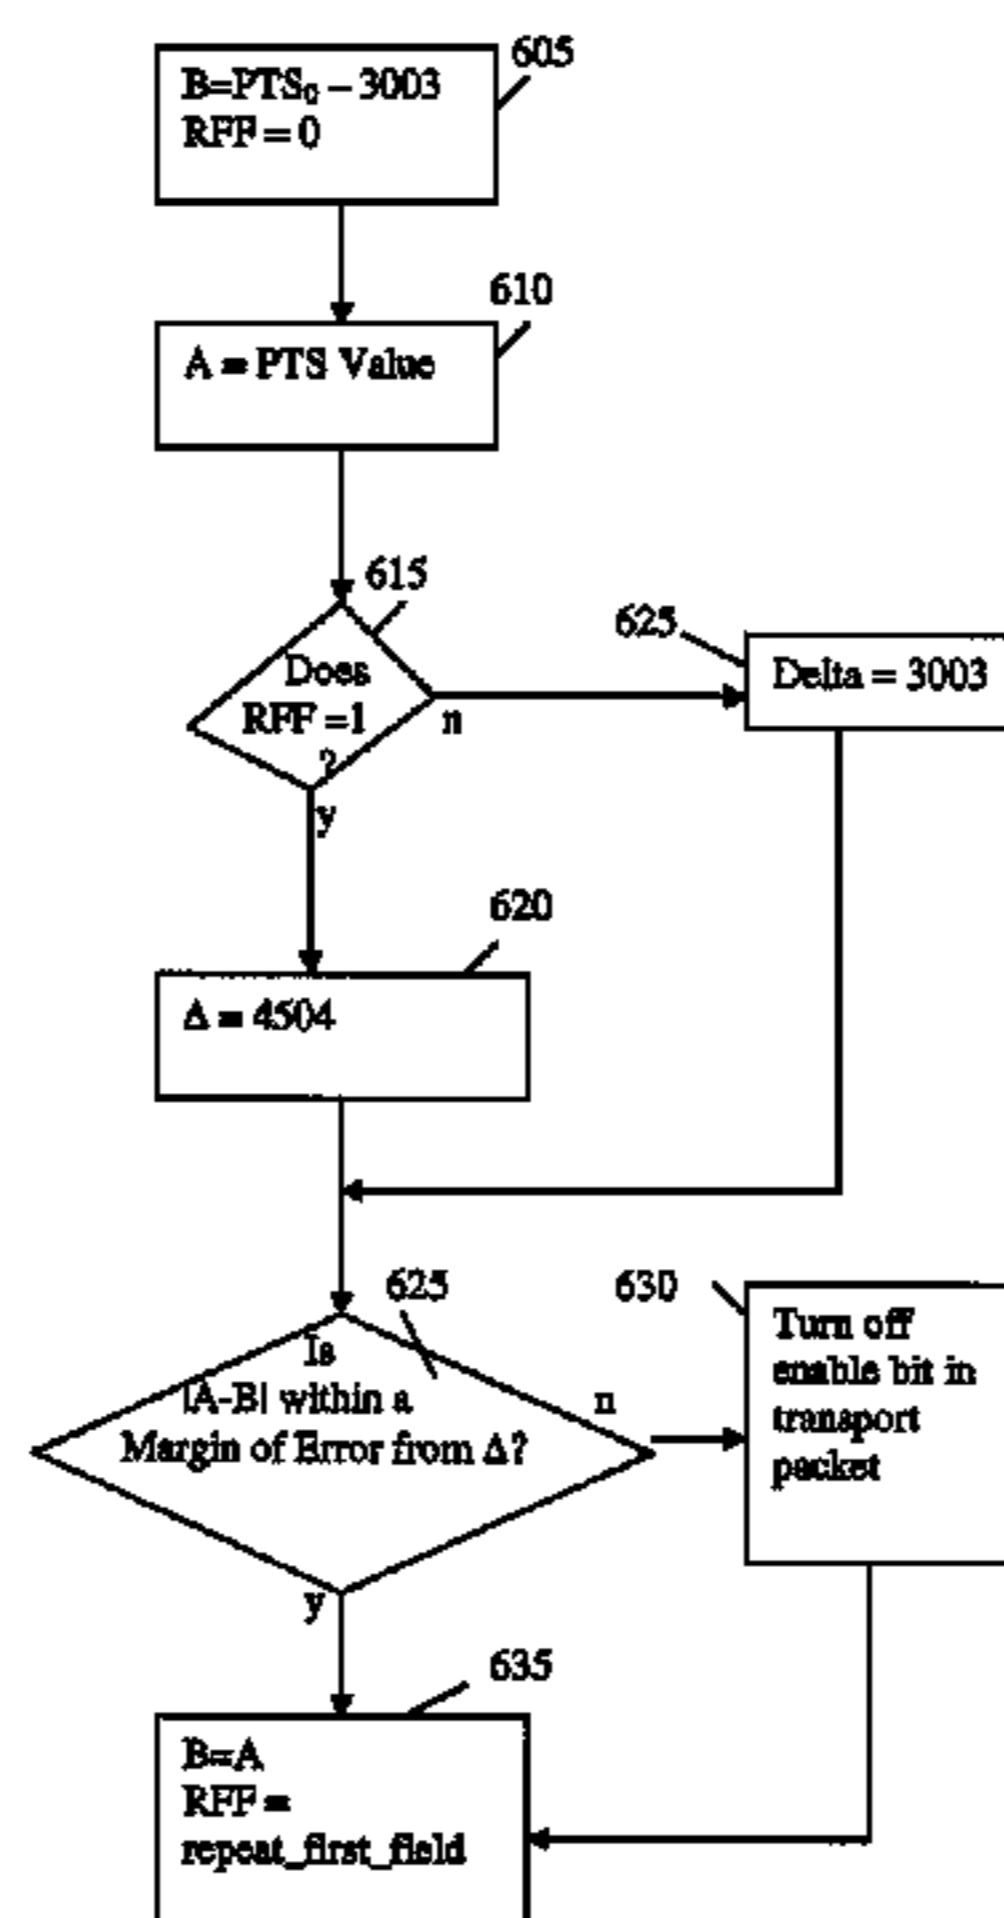 605
B=PTS₀ – 3003
RFF = 0
610
A = PTS Value
615
Does
RFF =1
?
n
y
625
Delta = 3003
620
Δ = 4504
625
Is
|A-B| within a
Margin of Error from Δ?
n
y
630
Turn off
enable bit in
transport
packet
635
B=A
RFF =
repeat_first_field